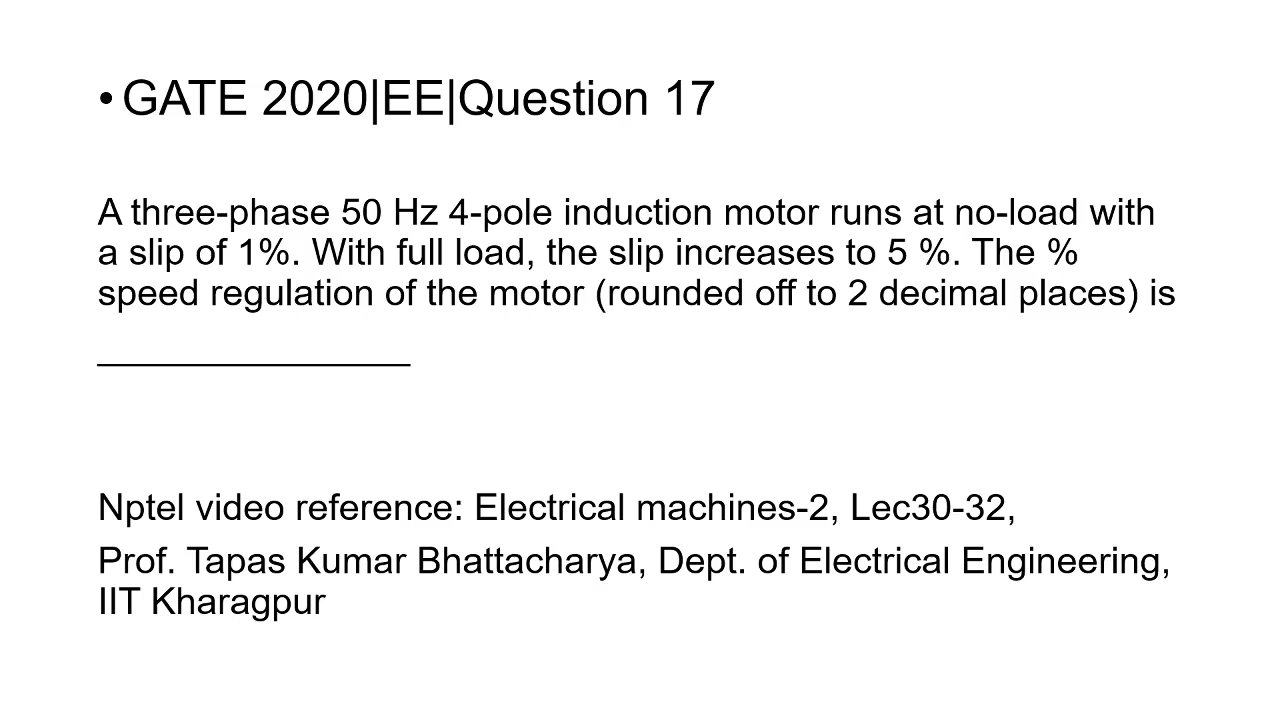 • GATE 2020|EE|Question 17
A three-phase 50 Hz 4-pole induction motor runs at no-load with
a slip of 1%. With full load, the slip increases to 5 %. The %
speed regulation of the motor (rounded off to 2 decimal places) is
_______________
Nptel video reference: Electrical machines-2, Lec30-32,
Prof. Tapas Kumar Bhattacharya, Dept. of Electrical Engineering,
IIT Kharagpur